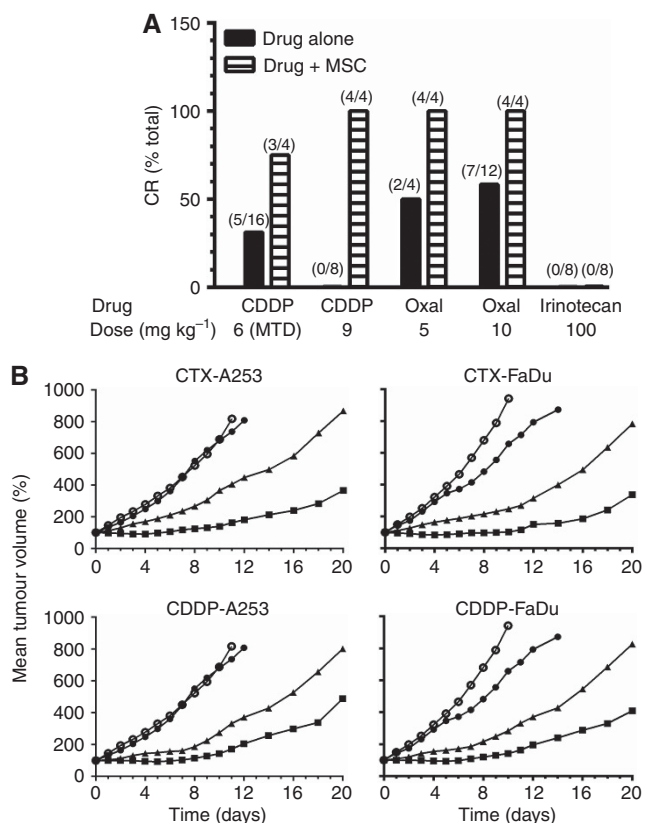 A
Drug alone
Drug + MSC
CR (% total)
150
100
50
0
(5/16)
(3/4)
(0/8)
(4/4)
(2/4)
(4/4)
(7/12)
(4/4)
(0/8) (0/8)
Drug CDDP CDDP Oxal Oxal Irinotecan
Dose (mg kg⁻¹) 6 (MTD) 9 5 10 100
B
Mean tumour volume (%)
CTX-A253
1000
800
600
400
200
0
0 4 8 12 16 20
CTX-FaDu
0 4 8 12 16 20
CDDP-A253
1000
800
600
400
200
0
0 4 8 12 16 20
Time (days)
CDDP-FaDu
0 4 8 12 16 20
Time (days)